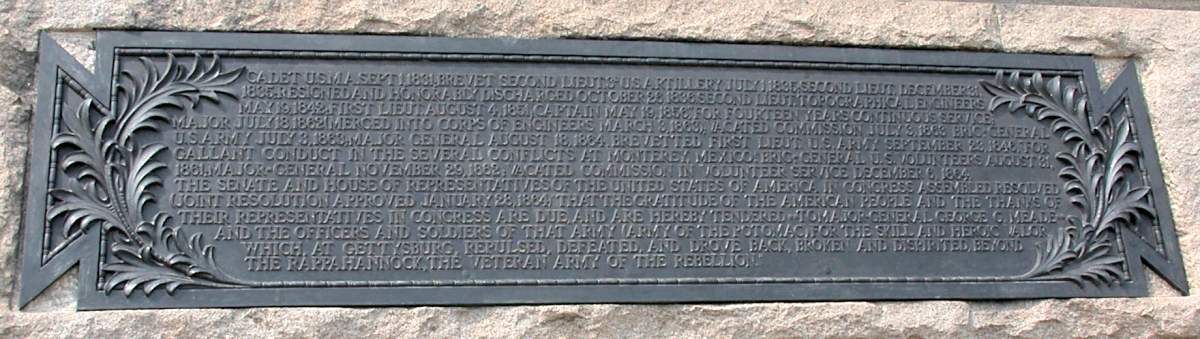 CADET U.S.M.A. SEPT. 1, 1831. BREVET SECOND LIEUT. 3RD U.S. ARTILLERY, JULY 1, 1835; SECOND LIEUT. DECEMBER 31,
1835; RESIGNED AND HONORABLY DISCHARGED OCTOBER 26, 1836; SECOND LIEUT. TOPOGRAPHICAL ENGINEERS
MAY 19, 1842; FIRST LIEUT. AUGUST 4, 1851; CAPTAIN MAY 19, 1856, FOR FOURTEEN YEARS CONTINUOUS SERVICE;
MAJOR JULY 18, 1862 (MERGED INTO CORPS OF ENGINEERS MARCH 3, 1863); VACATED COMMISSION JULY 3, 1863. BRIG-GENERAL
U.S. ARMY JULY 3, 1863; MAJOR GENERAL AUGUST 18, 1864. BREVETTED FIRST LIEUT. U.S. ARMY SEPTEMBER 23, 1846, "FOR
GALLANT CONDUCT IN THE SEVERAL CONFLICTS AT MONTEREY, MEXICO; BRIG.-GENERAL U.S. VOLUNTEERS AUGUST 31,
1861; MAJOR-GENERAL NOVEMBER 29, 1862; VACATED COMMISSION IN VOLUNTEER SERVICE DECEMBER 8, 1864.
THE SENATE AND HOUSE OF REPRESENTATIVES OF THE UNITED STATES OF AMERICA IN CONGRESS ASSEMBLED RESOLVED
(JOINT RESOLUTION APPROVED JANUARY 28, 1864) "THAT THE GRATITUDE OF THE AMERICAN PEOPLE AND THE THANKS OF
THEIR REPRESENTATIVES IN CONGRESS ARE DUE, AND ARE HEREBY TENDERED TO MAJOR-GENERAL GEORGE G. MEADE
AND THE OFFICERS AND SOLDIERS OF THAT ARMY (ARMY OF THE POTOMAC), FOR THE SKILL AND HEROIC VALOR
WHICH, AT GETTYSBURG, REPULSED, DEFEATED, AND DROVE BACK, BROKEN AND DISPIRITED, BEYOND
THE RAPPAHANNOCK, THE VETERAN ARMY OF THE REBELLION."